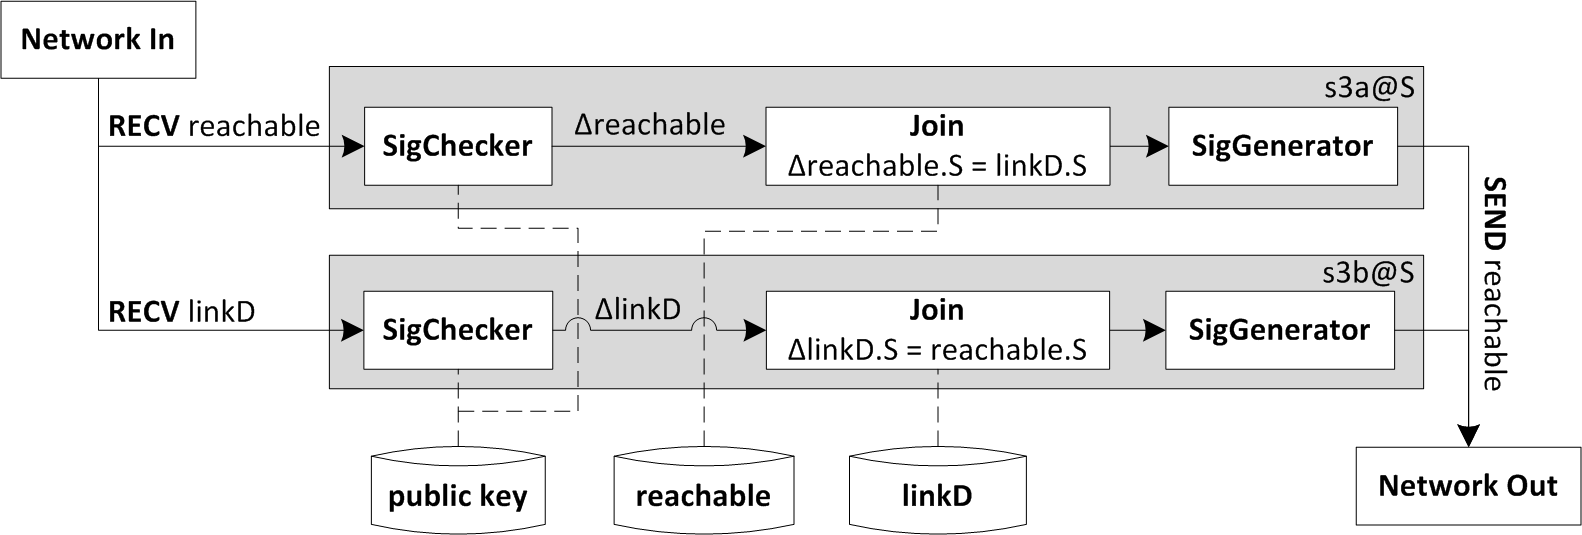 Network In
s3a@S
RECV reachable
SigChecker
Δreachable
Join
Δreachable.S = linkD.S
SigGenerator
SEND reachable
s3b@S
RECV linkD
SigChecker
ΔlinkD
Join
ΔlinkD.S = reachable.S
SigGenerator
public key
reachable
linkD
Network Out